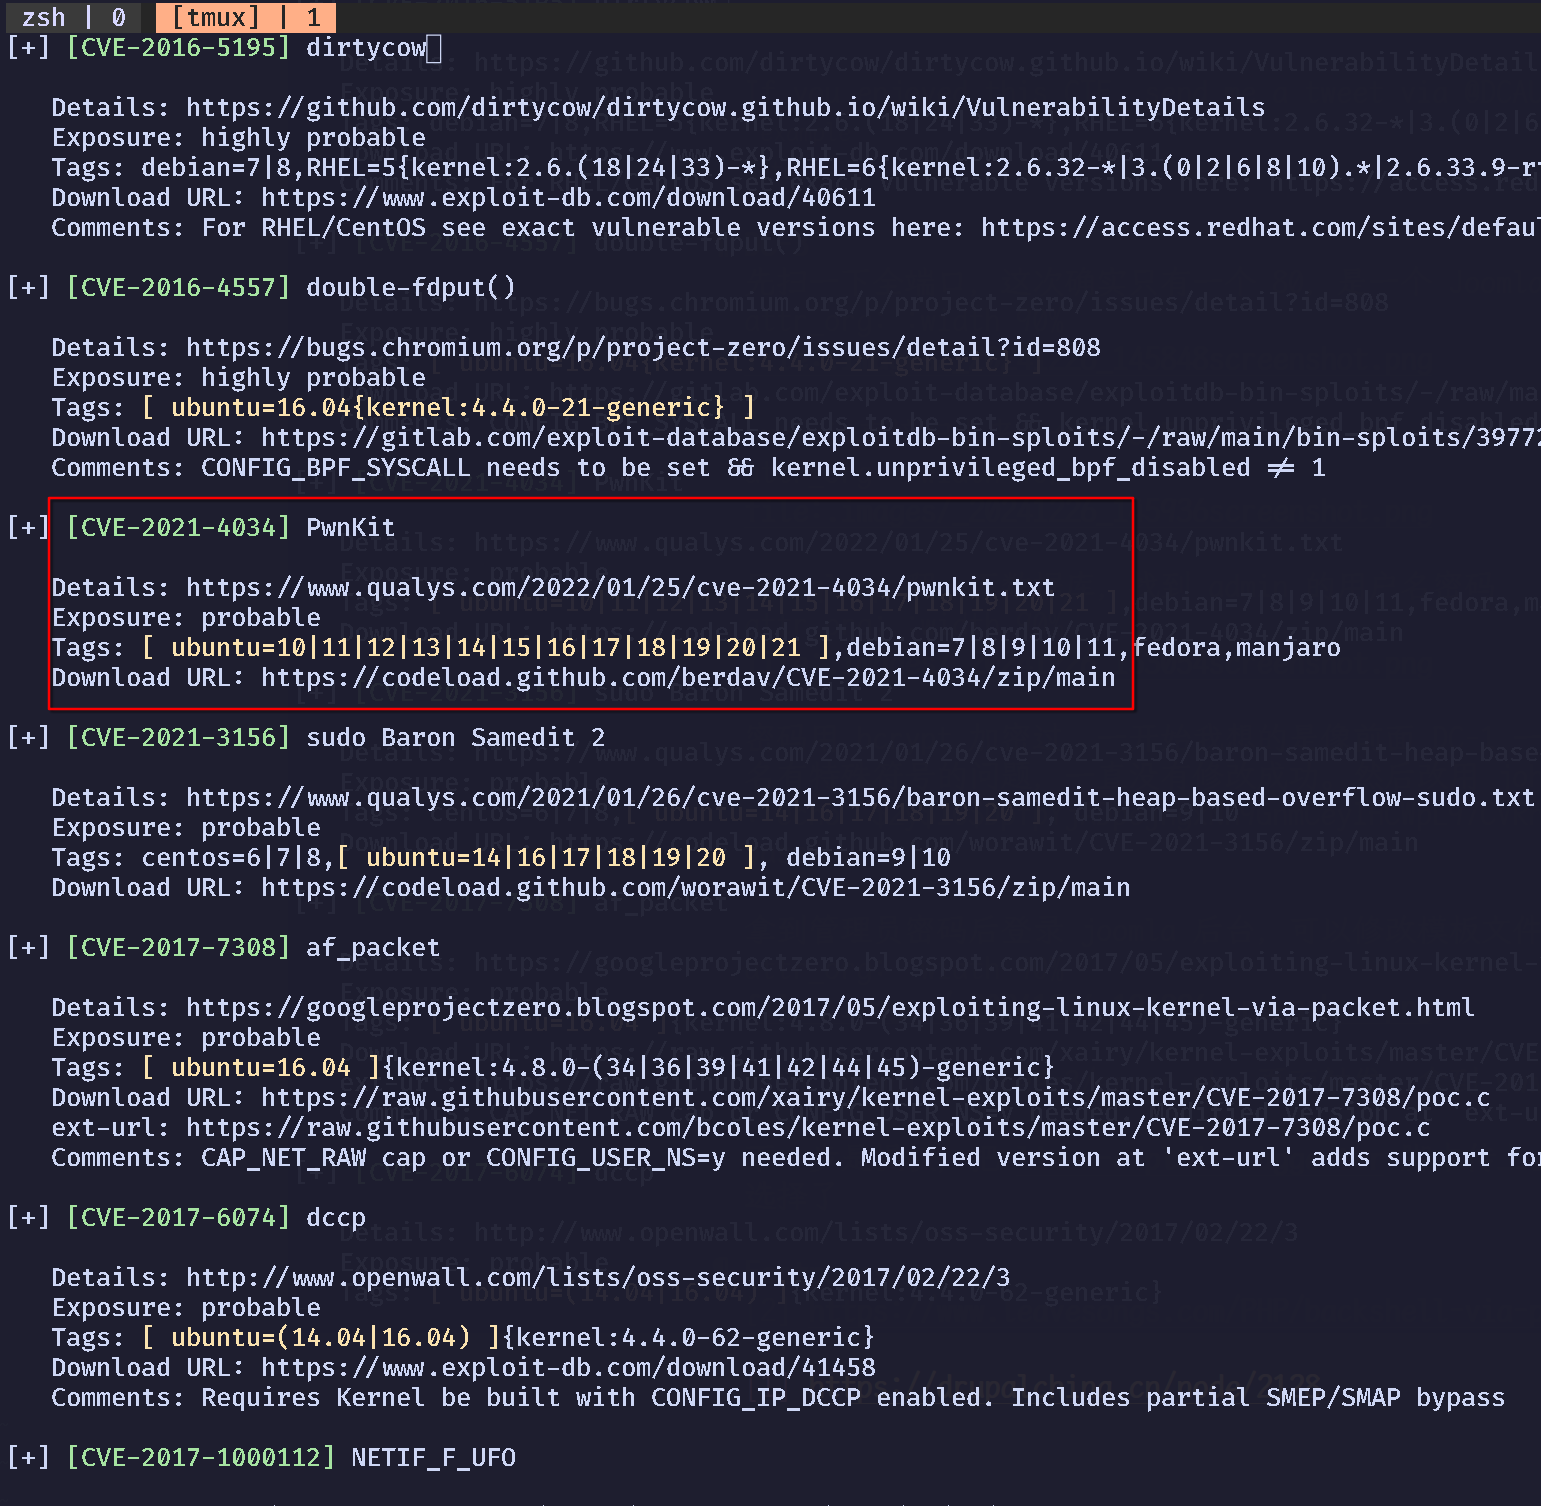 zsh | 0  [tmux] | 1
[+] [CVE-2016-5195] dirtycow
Details: https://github.com/dirtycow/dirtycow.github.io/wiki/VulnerabilityDetails
Exposure: highly probable
Tags: debian=7|8,RHEL=5{kernel:2.6.(18|24|33)-*},RHEL=6{kernel:2.6.32-*|3.(0|2|6|8|10).*|2.6.33.9-r
Download URL: https://www.exploit-db.com/download/40611
Comments: For RHEL/CentOS see exact vulnerable versions here: https://access.redhat.com/sites/defau
[+] [CVE-2016-4557] double-fdput()
Details: https://bugs.chromium.org/p/project-zero/issues/detail?id=808
Exposure: highly probable
Tags: [ ubuntu=16.04{kernel:4.4.0-21-generic} ]
Download URL: https://gitlab.com/exploit-database/exploitdb-bin-sploits/-/raw/main/bin-sploits/3977
Comments: CONFIG_BPF_SYSCALL needs to be set && kernel.unprivileged_bpf_disabled != 1
[+] [CVE-2021-4034] PwnKit
Details: https://www.qualys.com/2022/01/25/cve-2021-4034/pwnkit.txt
Exposure: probable
Tags: [ ubuntu=10|11|12|13|14|15|16|17|18|19|20|21 ],debian=7|8|9|10|11,fedora,manjaro
Download URL: https://codeload.github.com/berdav/CVE-2021-4034/zip/main
[+] [CVE-2021-3156] sudo Baron Samedit 2
Details: https://www.qualys.com/2021/01/26/cve-2021-3156/baron-samedit-heap-based-overflow-sudo.txt
Exposure: probable
Tags: centos=6|7|8,[ ubuntu=14|16|17|18|19|20 ], debian=9|10
Download URL: https://codeload.github.com/worawit/CVE-2021-3156/zip/main
[+] [CVE-2017-7308] af_packet
Details: https://googleprojectzero.blogspot.com/2017/05/exploiting-linux-kernel-via-packet.html
Exposure: probable
Tags: [ ubuntu=16.04 ]{kernel:4.8.0-(34|36|39|41|42|44|45)-generic}
Download URL: https://raw.githubusercontent.com/xairy/kernel-exploits/master/CVE-2017-7308/poc.c
ext-url: https://raw.githubusercontent.com/bcoles/kernel-exploits/master/CVE-2017-7308/poc.c
Comments: CAP_NET_RAW cap or CONFIG_USER_NS=y needed. Modified version at 'ext-url' adds support for
[+] [CVE-2017-6074] dccp
Details: http://www.openwall.com/lists/oss-security/2017/02/22/3
Exposure: probable
Tags: [ ubuntu=(14.04|16.04) ]{kernel:4.4.0-62-generic}
Download URL: https://www.exploit-db.com/download/41458
Comments: Requires Kernel be built with CONFIG_IP_DCCP enabled. Includes partial SMEP/SMAP bypass
[+] [CVE-2017-1000112] NETIF_F_UFO